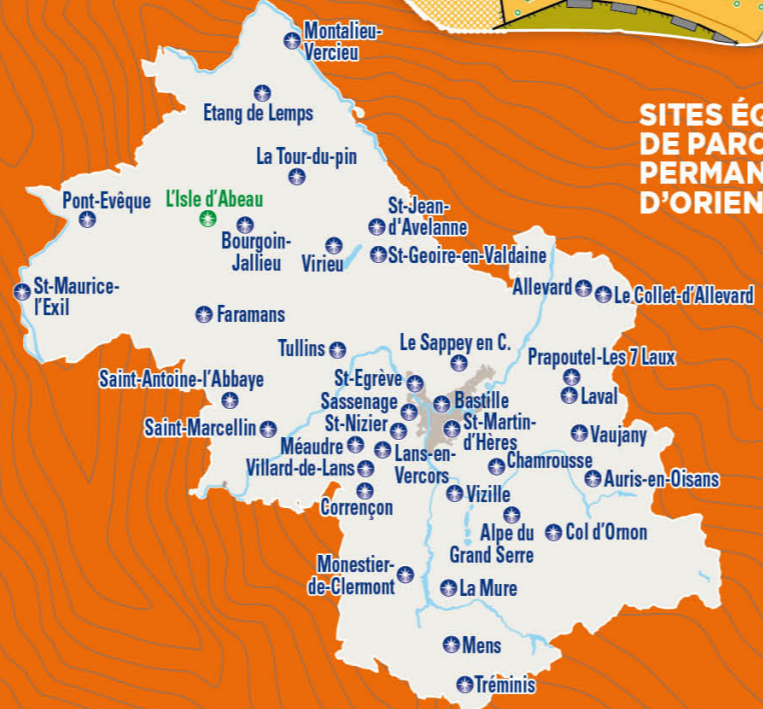 Montalieu-
Vercieu
Etang de Lemps
SITES
DE
D'ORIEN
La Tour-du-pin
Pont-Evêque
L'Isle d'Abeau
St-Jean-
d'Avelanne
Bourgoin-
Jallieu
Virieu
St-Geoire-en-Valdaine
St-Maurice-
l'Exil
Allevard
Le Collet-d'Allevard
Faramans
Tullins
Le Sappey en C.
Prapoutel-Les 7 Laux
Saint-Antoine-l'Abbaye
St-Egrève
Sassenage
Bastille
Laval
Saint-Marcellin
St-Nizier
St-Martin-
d'Hères
Vaujany
Méaudre
Lans-en-
Vercors
Chamrousse
Villard-de-Lans
Auris-en-Oisans
Corrençon
Vizille
Alpe du
Grand Serre
Col d'Ornon
Monestier-
de-Clermont
La Mure
Mens
Tréminis